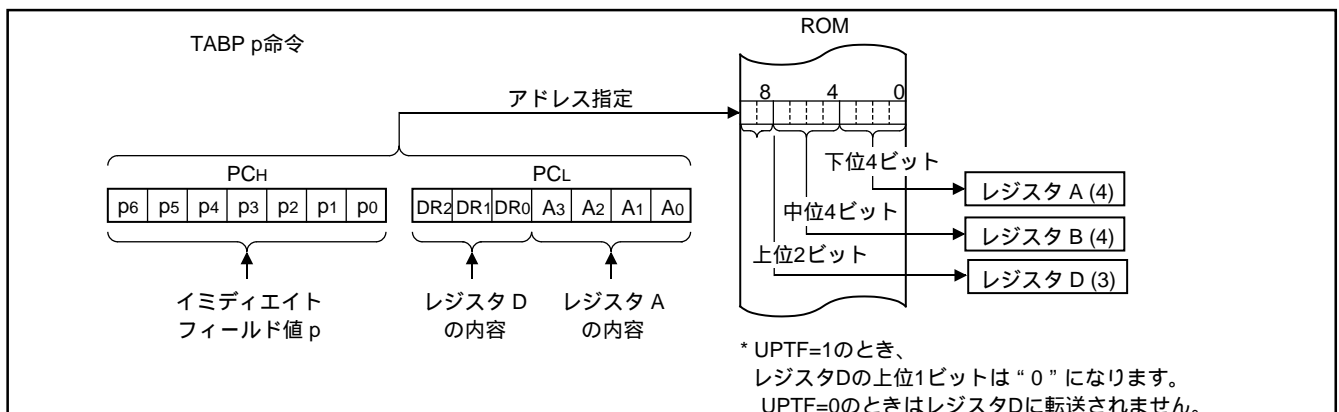 TABP p命令
ROM
8 4 0
アドレス指定
PCH PCL
p6 p5 p4 p3 p2 p1 p0 DR2 DR1 DR0 A3 A2 A1 A0
下位4ビット
レジスタ A (4)
中位4ビット
レジスタ B (4)
上位2ビット
レジスタ D (3)
イミディエイト
フィールド値 p
レジスタ D
の内容
レジスタ A
の内容
* UPTF=1のとき、
レジスタDの上位1ビットは “ 0 ” になります。
UPTF=0のときはレジスタDに転送されません。